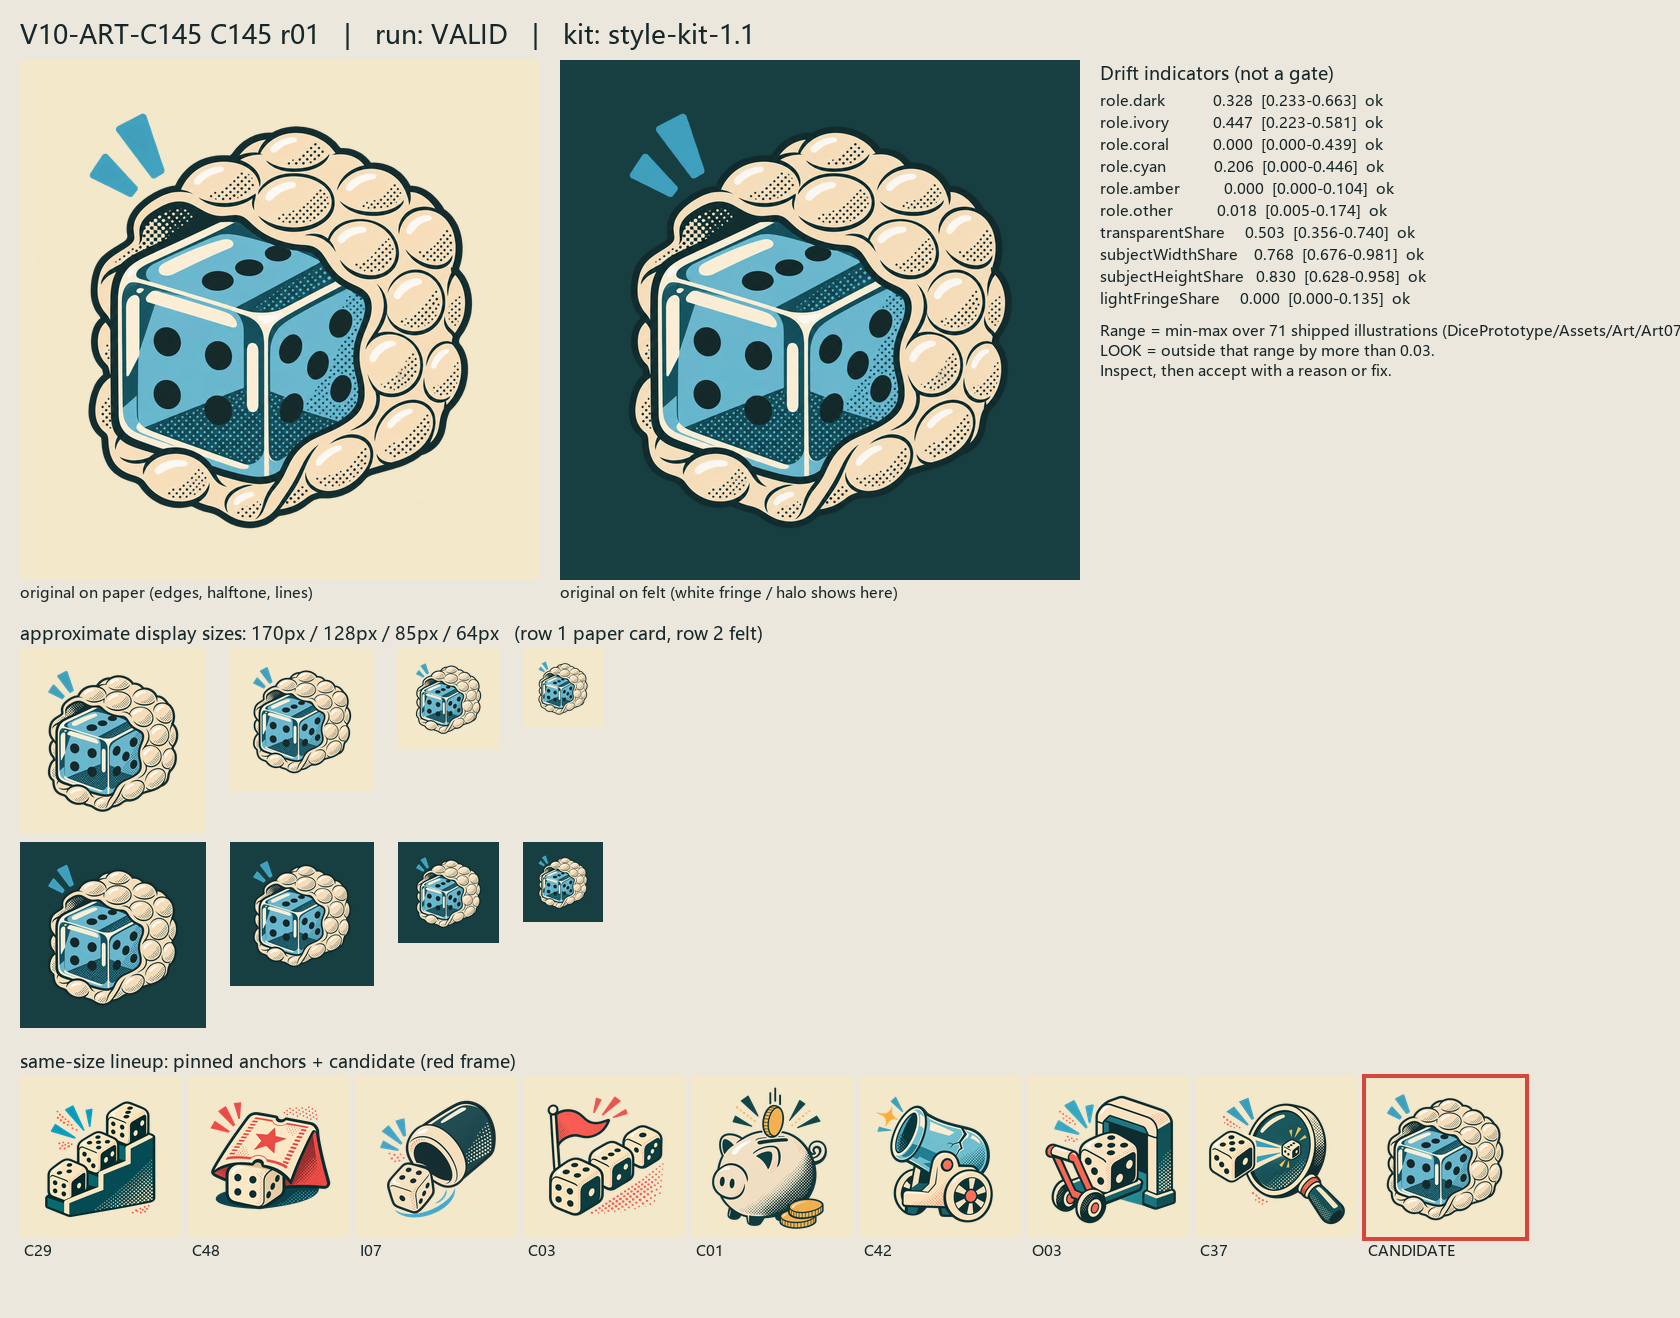 V10-ART-C145 C145 r01 | run: VALID | kit: style-kit-1.1
Drift indicators (not a gate)
role.dark 0.328 [0.233-0.663] ok
role.ivory 0.447 [0.223-0.581] ok
role.coral 0.000 [0.000-0.439] ok
role.cyan 0.206 [0.000-0.446] ok
role.amber 0.000 [0.000-0.104] ok
role.other 0.018 [0.005-0.174] ok
transparentShare 0.503 [0.356-0.740] ok
subjectWidthShare 0.768 [0.676-0.981] ok
subjectHeightShare 0.830 [0.628-0.958] ok
lightFringeShare 0.000 [0.000-0.135] ok
Range = min-max over 71 shipped illustrations (DicePrototype/Assets/Art/Art07
LOOK = outside that range by more than 0.03.
Inspect, then accept with a reason or fix.
original on paper (edges, halftone, lines)
original on felt (white fringe / halo shows here)
approximate display sizes: 170px / 128px / 85px / 64px (row 1 paper card, row 2 felt)
same-size lineup: pinned anchors + candidate (red frame)
C29
C48
I07
C03
C01
C42
O03
C37
CANDIDATE